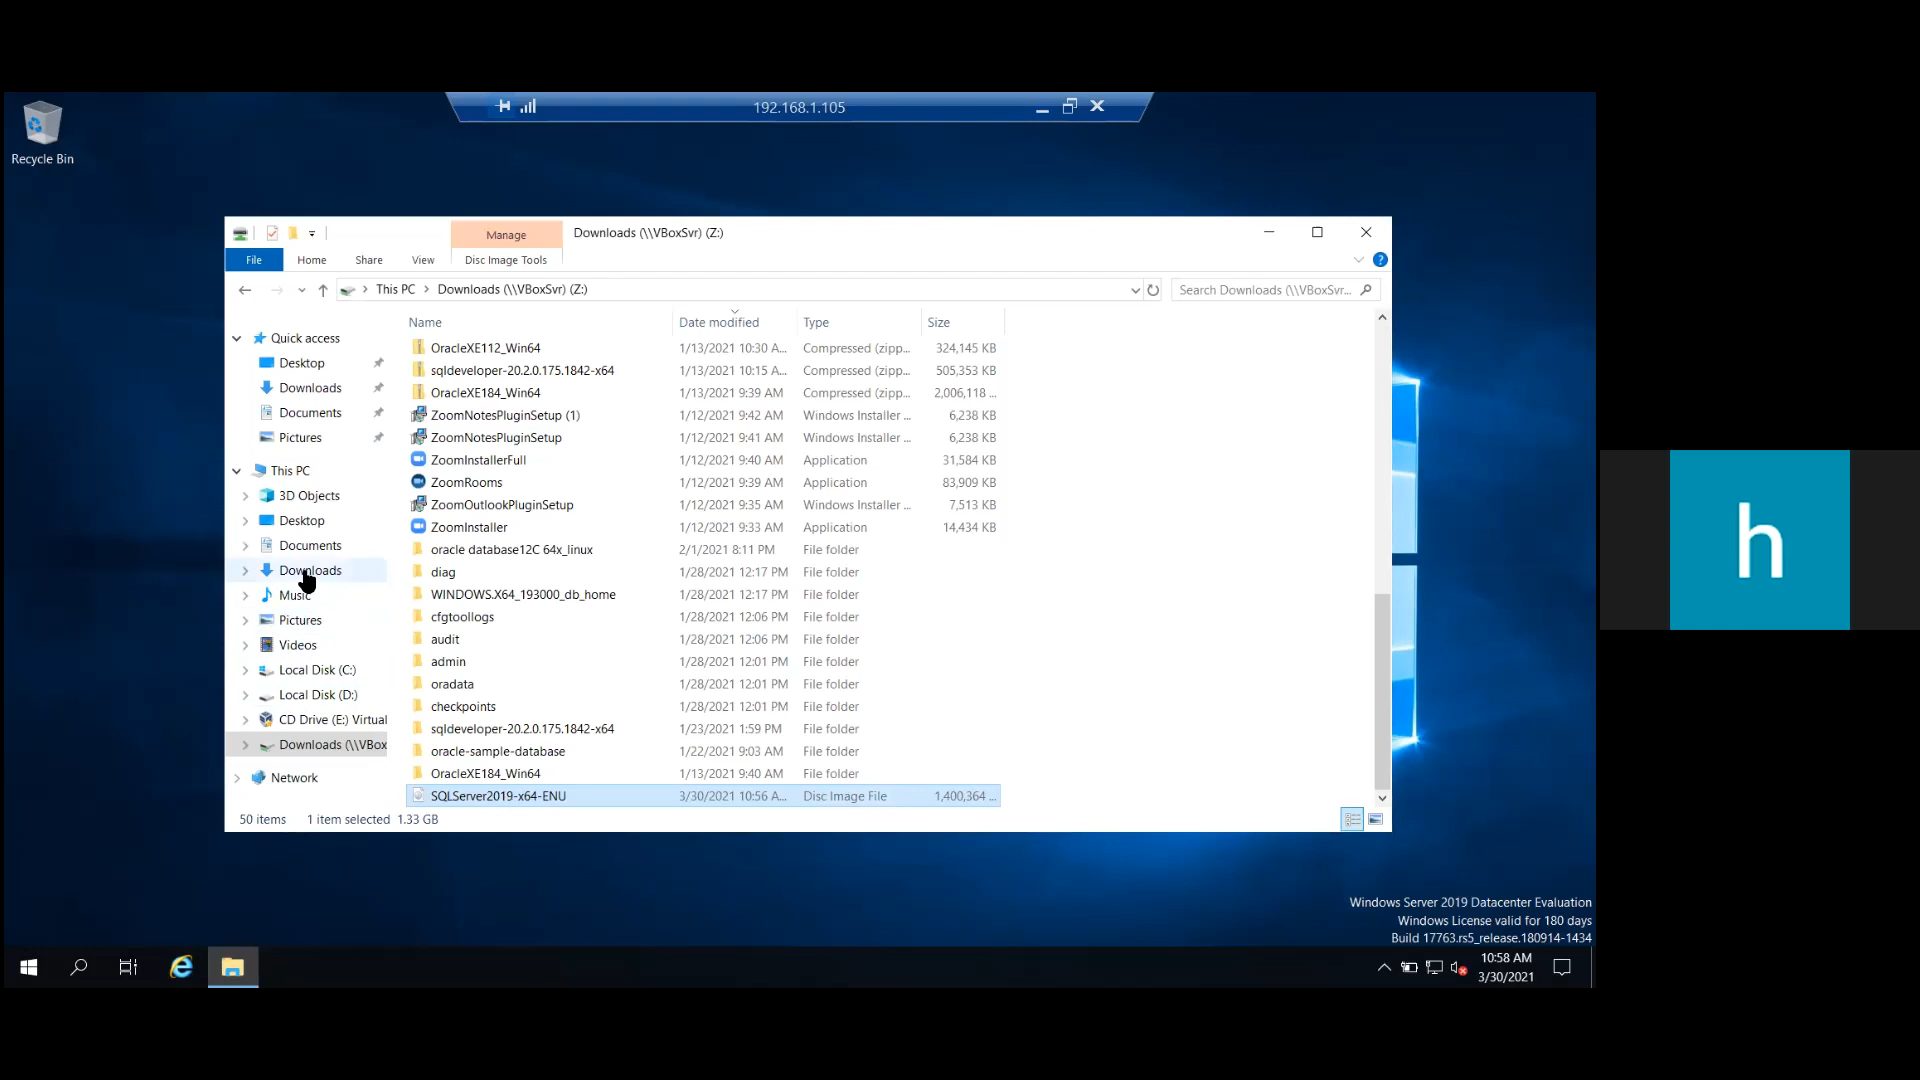 192.168.1.105
Recycle Bin
Manage
Downloads (\\VBoxSvr) (Z:)
File
Home
Share
View
Disc Image Tools
This PC
Downloads (\\VBoxSvr) (Z:)
Search Downloads (\\VBoxSvr...
Name
Date modified
Type
Size
Quick access
Desktop
Downloads
Documents
Pictures
This PC
3D Objects
Desktop
Documents
Downloads
Music
Pictures
Videos
Local Disk (C:)
Local Disk (D:)
CD Drive (E:) Virtual
Downloads (\\VBox
Network
OracleXE112_Win64 1/13/2021 10:30 A... Compressed (zipp... 324,145 KB
sqldeveloper-20.2.0.175.1842-x64 1/13/2021 10:15 A... Compressed (zipp... 505,353 KB
OracleXE184_Win64 1/13/2021 9:39 AM Compressed (zipp... 2,006,118 ...
ZoomNotesPluginSetup (1) 1/12/2021 9:42 AM Windows Installer ... 6,238 KB
ZoomNotesPluginSetup 1/12/2021 9:41 AM Windows Installer ... 6,238 KB
ZoomInstallerFull 1/12/2021 9:40 AM Application 31,584 KB
ZoomRooms 1/12/2021 9:39 AM Application 83,909 KB
ZoomOutlookPluginSetup 1/12/2021 9:35 AM Windows Installer ... 7,513 KB
ZoomInstaller 1/12/2021 9:33 AM Application 14,434 KB
oracle database12C 64x_linux 2/1/2021 8:11 PM File folder
diag 1/28/2021 12:17 PM File folder
WINDOWS.X64_193000_db_home 1/28/2021 12:17 PM File folder
cfgtoollogs 1/28/2021 12:06 PM File folder
audit 1/28/2021 12:06 PM File folder
admin 1/28/2021 12:01 PM File folder
oradata 1/28/2021 12:01 PM File folder
checkpoints 1/28/2021 12:01 PM File folder
sqldeveloper-20.2.0.175.1842-x64 1/23/2021 1:59 PM File folder
oracle-sample-database 1/22/2021 9:03 AM File folder
OracleXE184_Win64 1/13/2021 9:40 AM File folder
SQLServer2019-x64-ENU 3/30/2021 10:56 A... Disc Image File 1,400,364 ...
50 items 1 item selected 1.33 GB
h
Windows Server 2019 Datacenter Evaluation
Windows License valid for 180 days
Build 17763.rs5_release.180914-1434
10:58 AM
3/30/2021